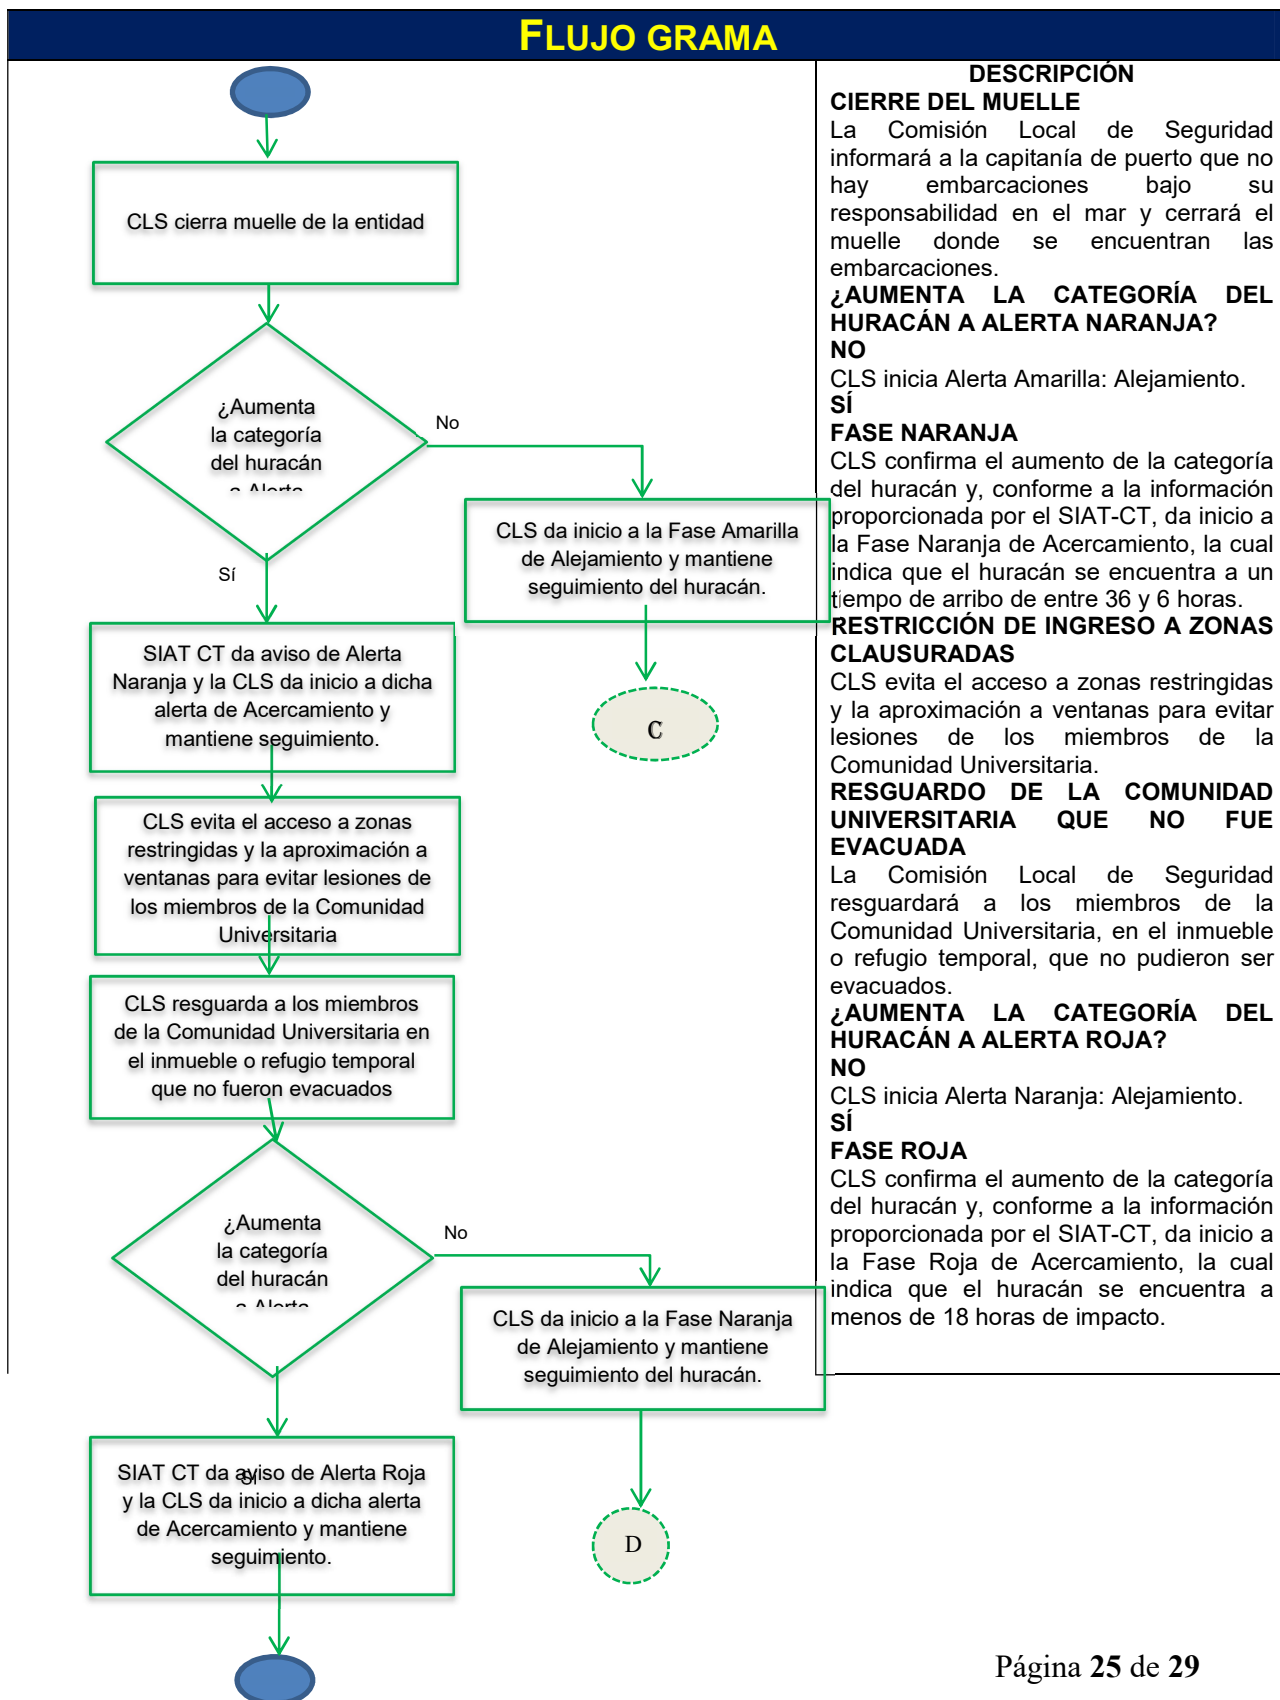 FLUJO GRAMA
CLS cierra muelle de la entidad
¿Aumenta
la categoría
del huracán
a Alerta
No
Sí
CLS da inicio a la Fase Amarilla
de Alejamiento y mantiene
seguimiento del huracán.
C
SIAT CT da aviso de Alerta
Naranja y la CLS da inicio a dicha
alerta de Acercamiento y
mantiene seguimiento.
CLS evita el acceso a zonas
restringidas y la aproximación a
ventanas para evitar lesiones de
los miembros de la Comunidad
Universitaria
CLS resguarda a los miembros
de la Comunidad Universitaria en
el inmueble o refugio temporal
que no fueron evacuados
¿Aumenta
la categoría
del huracán
a Alerta
No
CLS da inicio a la Fase Naranja
de Alejamiento y mantiene
seguimiento del huracán.
D
Sí
SIAT CT da aviso de Alerta Roja
y la CLS da inicio a dicha alerta
de Acercamiento y mantiene
seguimiento.
DESCRIPCIÓN
CIERRE DEL MUELLE
La Comisión Local de Seguridad
informará a la capitanía de puerto que no
hay embarcaciones bajo su
responsabilidad en el mar y cerrará el
muelle donde se encuentran las
embarcaciones.
¿AUMENTA LA CATEGORÍA DEL
HURACÁN A ALERTA NARANJA?
NO
CLS inicia Alerta Amarilla: Alejamiento.
SÍ
FASE NARANJA
CLS confirma el aumento de la categoría
del huracán y, conforme a la información
proporcionada por el SIAT-CT, da inicio a
la Fase Naranja de Acercamiento, la cual
indica que el huracán se encuentra a un
tiempo de arribo de entre 36 y 6 horas.
RESTRICCIÓN DE INGRESO A ZONAS
CLAUSURADAS
CLS evita el acceso a zonas restringidas
y la aproximación a ventanas para evitar
lesiones de los miembros de la
Comunidad Universitaria.
RESGUARDO DE LA COMUNIDAD
UNIVERSITARIA QUE NO FUE
EVACUADA
La Comisión Local de Seguridad
resguardará a los miembros de la
Comunidad Universitaria, en el inmueble
o refugio temporal, que no pudieron ser
evacuados.
¿AUMENTA LA CATEGORÍA DEL
HURACÁN A ALERTA ROJA?
NO
CLS inicia Alerta Naranja: Alejamiento.
SÍ
FASE ROJA
CLS confirma el aumento de la categoría
del huracán y, conforme a la información
proporcionada por el SIAT-CT, da inicio a
la Fase Roja de Acercamiento, la cual
indica que el huracán se encuentra a
menos de 18 horas de impacto.
Página 25 de 29